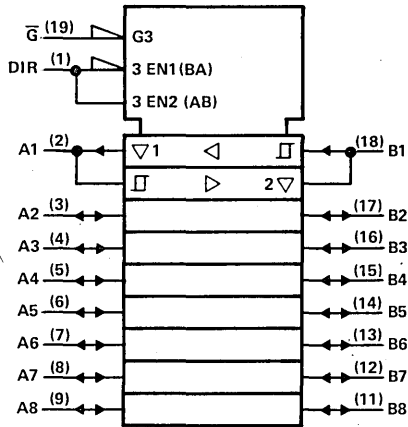 G (19) G3
DIR (1) 3 EN1 (BA)
3 EN2 (AB)
A1 (2) ▽1 ◁ (18) B1
▷ 2▽
A2 (3) (17) B2
A3 (4) (16) B3
A4 (5) (15) B4
A5 (6) (14) B5
A6 (7) (13) B6
A7 (8) (12) B7
A8 (9) (11) B8